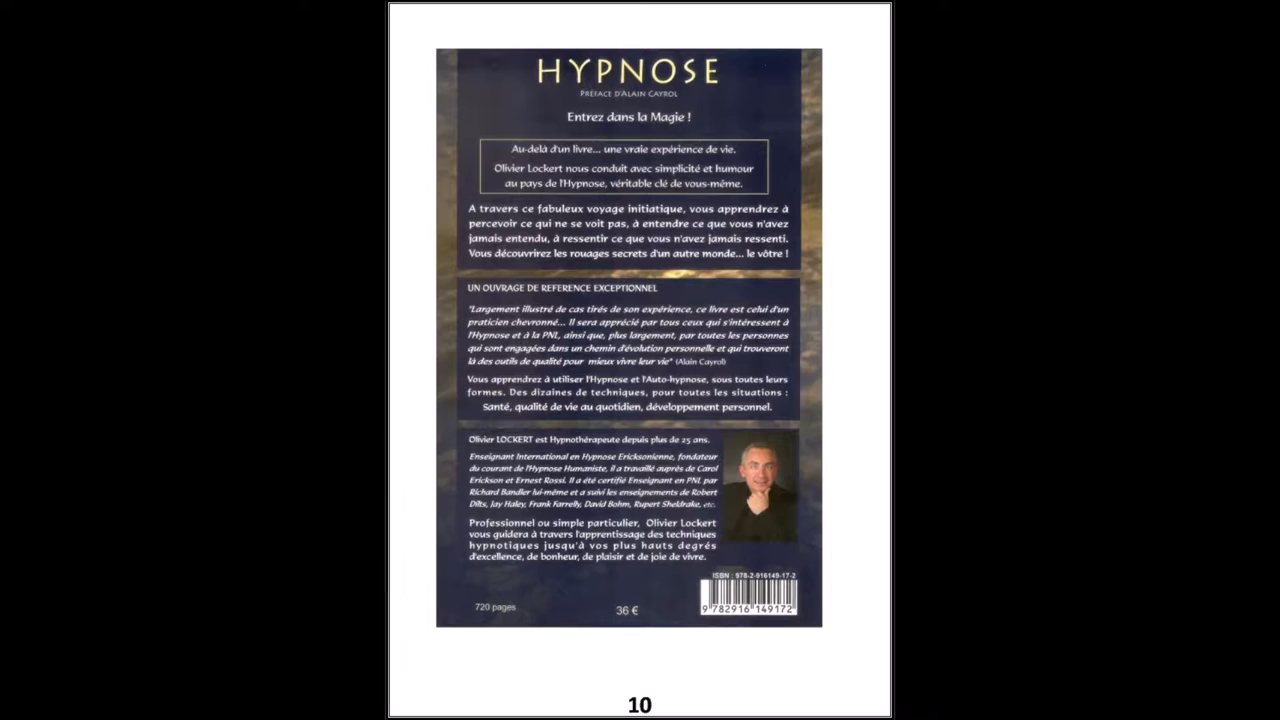 HYPNOSE
PRÉFACE D'ALAIN CAYROL
Entrez dans la Magie !
Au-delà d'un livre... une vraie expérience de vie.
Olivier Lockert nous conduit avec simplicité et humour
au pays de l'Hypnose, véritable clé de vous-même.
A travers ce fabuleux voyage initiatique, vous apprendrez à
percevoir ce qui ne se voit pas, à entendre ce que vous n'avez
jamais entendu, à ressentir ce que vous n'avez jamais ressenti.
Vous découvrirez les rouages secrets d'un autre monde... le vôtre !
UN OUVRAGE DE REFERENCE EXCEPTIONNEL
"Largement illustré de cas tirés de son expérience, ce livre est celui d'un
praticien chevronné... Il sera apprécié par tous ceux qui s'intéressent à
l'Hypnose et à la PNL, ainsi que, plus largement, par toutes les personnes
qui sont engagées dans un chemin d'évolution personnelle et qui trouveront
là des outils de qualité pour mieux vivre leur vie" (Alain Cayrol)
Vous apprendrez à utiliser l'Hypnose et l'Auto-hypnose, sous toutes leurs
formes. Des dizaines de techniques, pour toutes les situations :
Santé, qualité de vie au quotidien, développement personnel.
Olivier LOCKERT est Hypnothérapeute depuis plus de 25 ans.
Enseignant International en Hypnose Ericksonienne, fondateur
du courant de l'Hypnose Humaniste, il a travaillé auprès de Carol
Erickson et Ernest Rossi. Il a été certifié Enseignant en PNL par
Richard Bandler lui-même et a suivi les enseignements de Robert
Dilts, Jay Haley, Frank Farrelly, David Bohm, Rupert Sheldrake, etc.
Professionnel ou simple particulier, Olivier Lockert
vous guidera à travers l'apprentissage des techniques
hypnotiques jusqu'à vos plus hauts degrés
d'excellence, de bonheur, de plaisir et de joie de vivre.
ISBN : 978-2-916149-17-2
720 pages
36 €
9 782916 149172
10